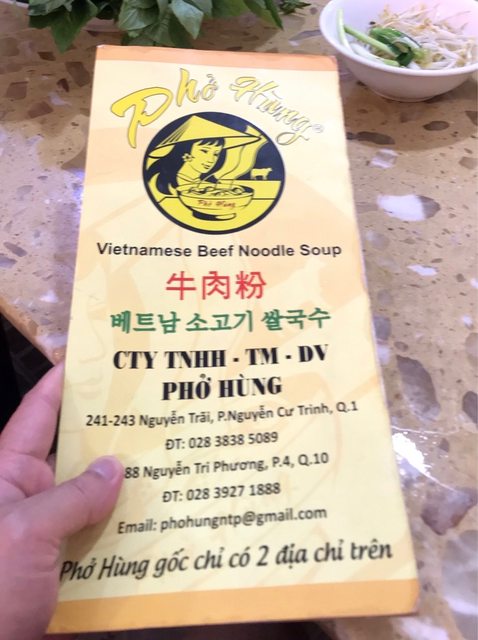 Phở Hùng®
Phở Hùng
Vietnamese Beef Noodle Soup
牛肉粉
베트남 소고기 쌀국수
CTY TNHH - TM - DV
PHỞ HÙNG
241-243 Nguyễn Trãi, P.Nguyễn Cư Trinh, Q.1
ĐT: 028 3838 5089
88 Nguyễn Tri Phương, P.4, Q.10
ĐT: 028 3927 1888
Email: phohungntp@gmail.com
Phở Hùng gốc chỉ có 2 địa chỉ trên